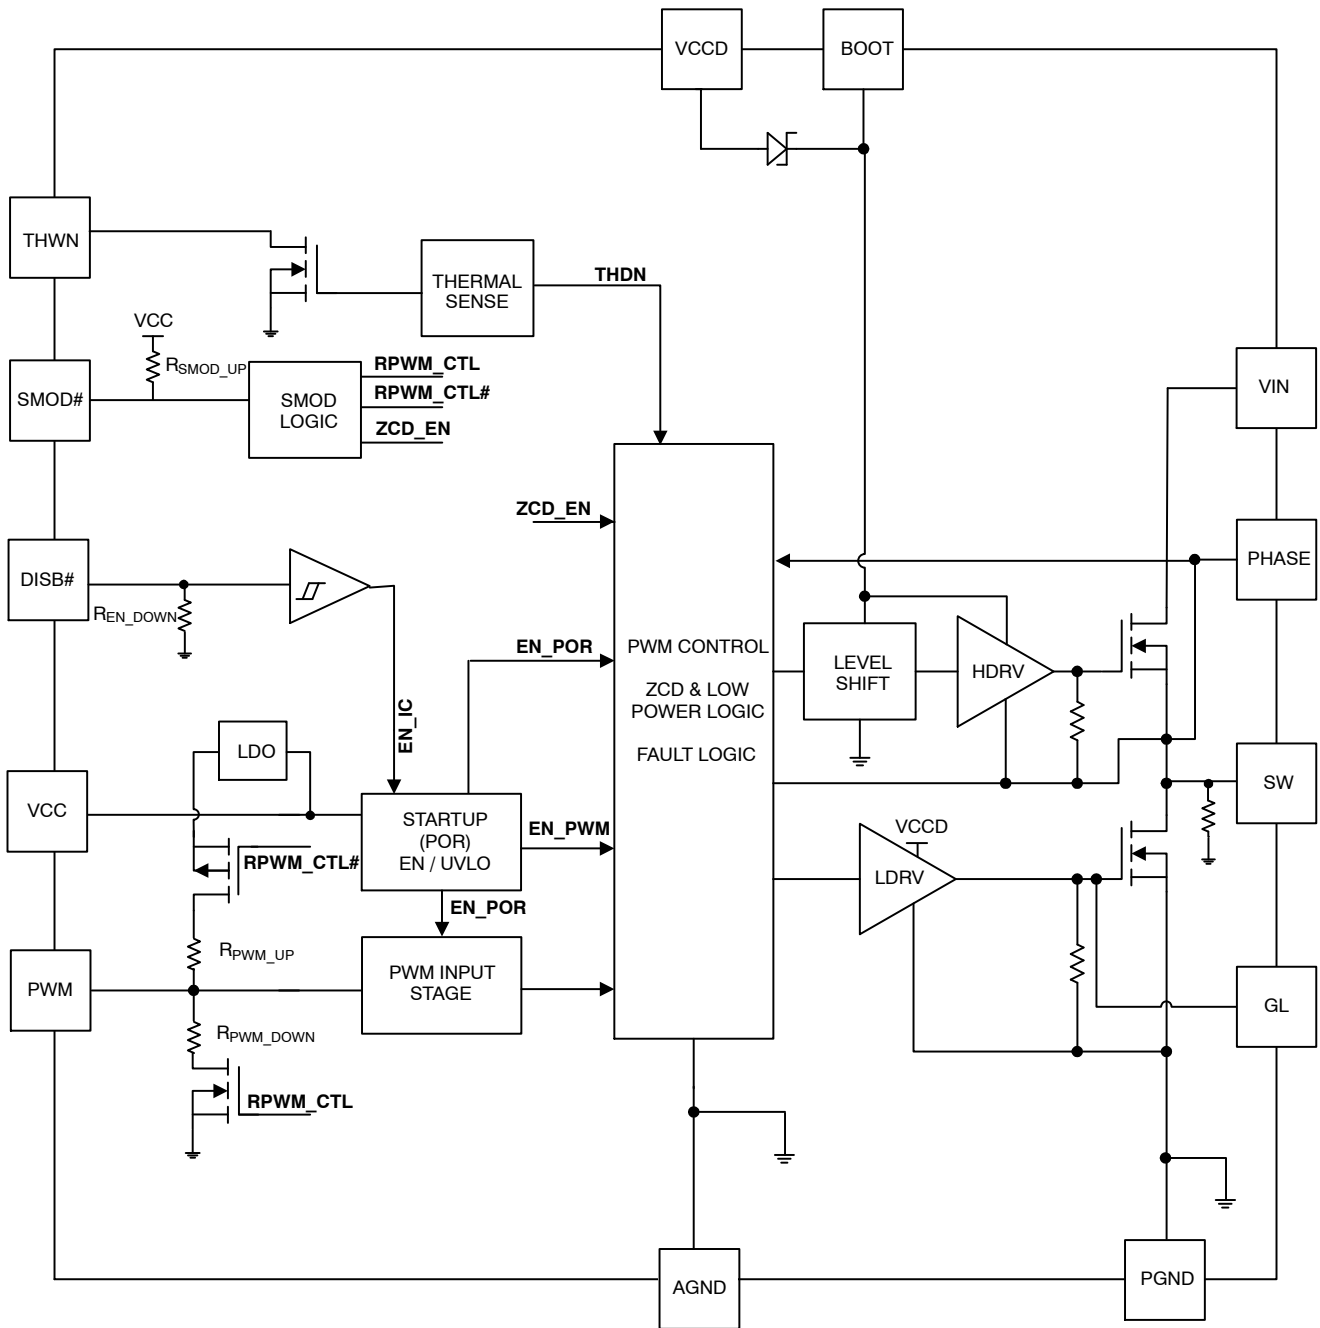 VCCD
BOOT
THWN
THERMAL
SENSE
THDN
VCC
RSMOD_UP
SMOD#
SMOD
LOGIC
RPWM_CTL
RPWM_CTL#
ZCD_EN
VIN
ZCD_EN
DISB#
REN_DOWN
PHASE
EN_IC
EN_POR
PWM CONTROL
ZCD & LOW
POWER LOGIC
FAULT LOGIC
LEVEL
SHIFT
HDRV
LDO
VCC
STARTUP
(POR)
EN / UVLO
EN_PWM
SW
VCCD
LDRV
RPWM_CTL#
EN_POR
RPWM_UP
PWM
PWM INPUT
STAGE
GL
RPWM_DOWN
RPWM_CTL
AGND
PGND